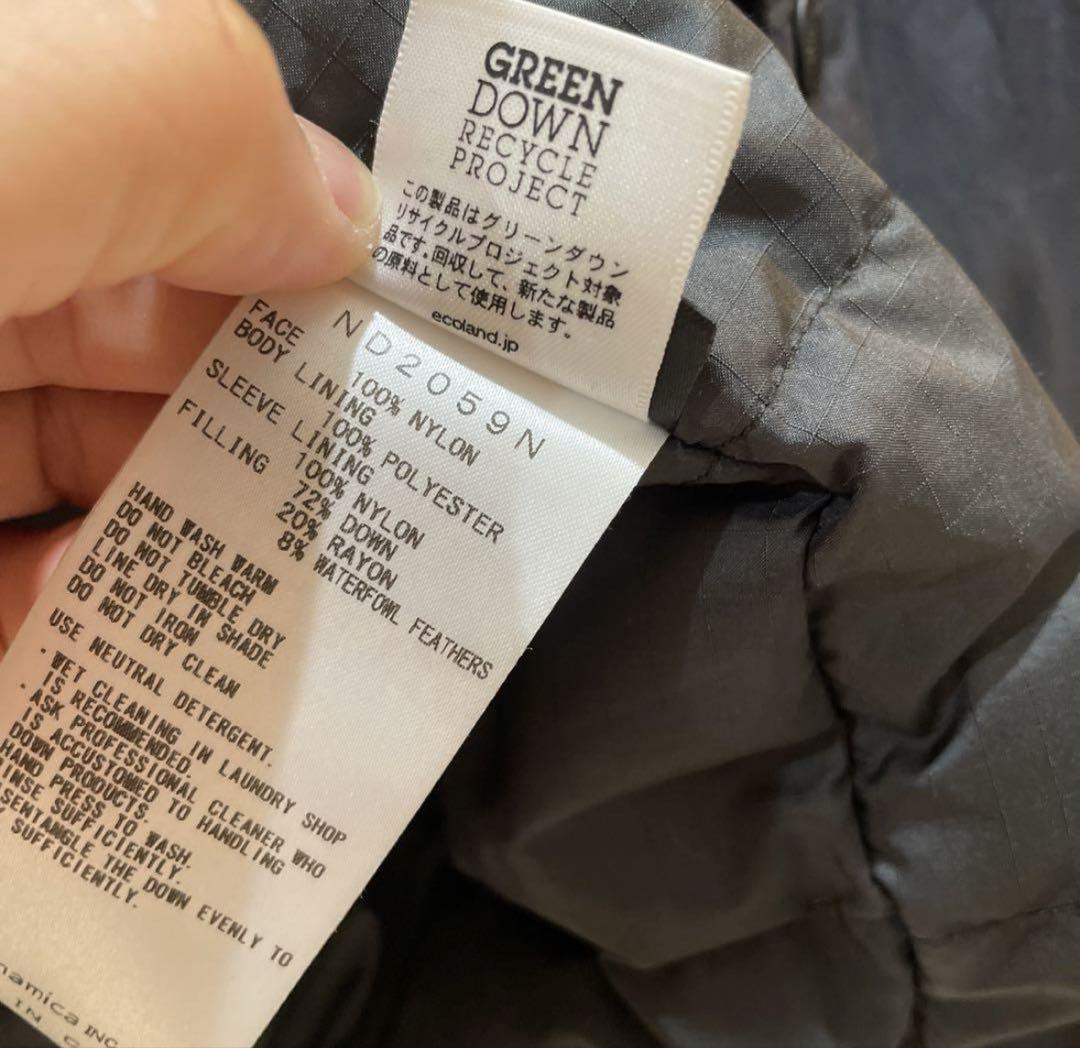 GREEN
DOWN
RECYCLE
PROJECT
この製品はグリーンダウン
リサイクルプロジェクト対象
品です。回収して、新たな製品
の原料として使用します。
ecoland.jp
ND2059N
FACE
100% NYLON
BODY LINING
100% POLYESTER
SLEEVE LINING
100% NYLON
FILLING
72% DOWN
20% RAYON
8% WATERFOWL FEATHERS
HAND WASH WARM
DO NOT BLEACH
DO NOT TUMBLE DRY
LINE DRY IN SHADE
DO NOT IRON
DO NOT DRY CLEAN
USE NEUTRAL DETERGENT.
·WET CLEANING IN LAUNDRY SHOP
IS RECOMMENDED.
·ASK PROFESSIONAL CLEANER WHO
IS ACCUSTOMED TO HANDLING
DOWN PRODUCTS.
HAND PRESS TO WASH.
INSE SUFFICIENTLY.
SENTANGLE THE DOWN EVENLY TO
SUFFICIENTLY.
namica INC.
IN